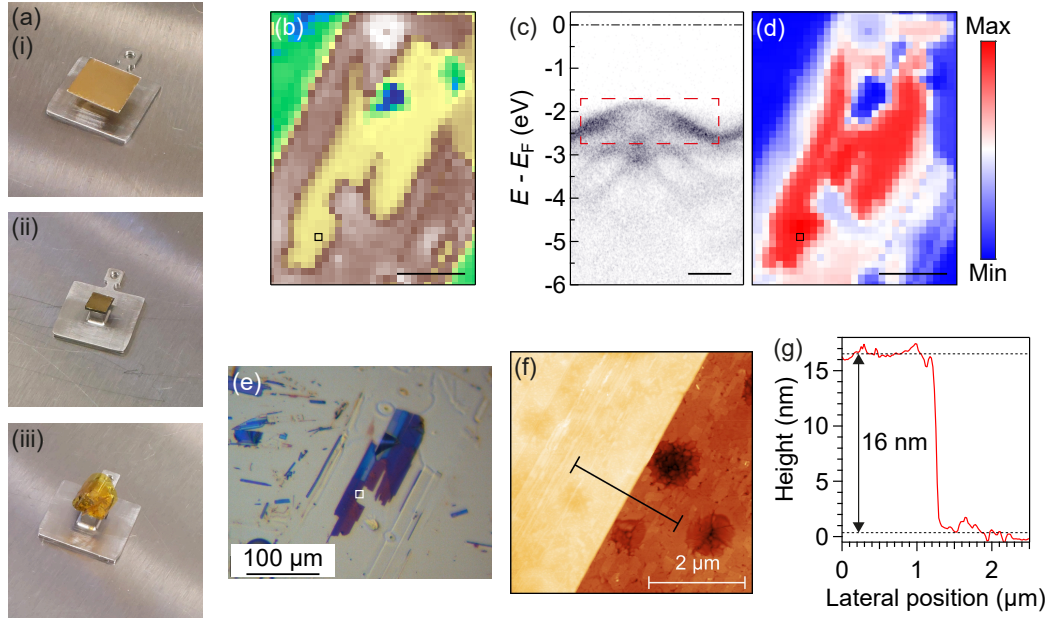 (a)
(i)
(ii)
(iii)
(b)
(c)
0
-1
-2
-3
-4
-5
-6
E - EF (eV)
(d)
Max
Min
(e)
100 µm
(f)
2 µm
(g)
15
10
5
0
Height (nm)
16 nm
0
1
2
Lateral position (µm)